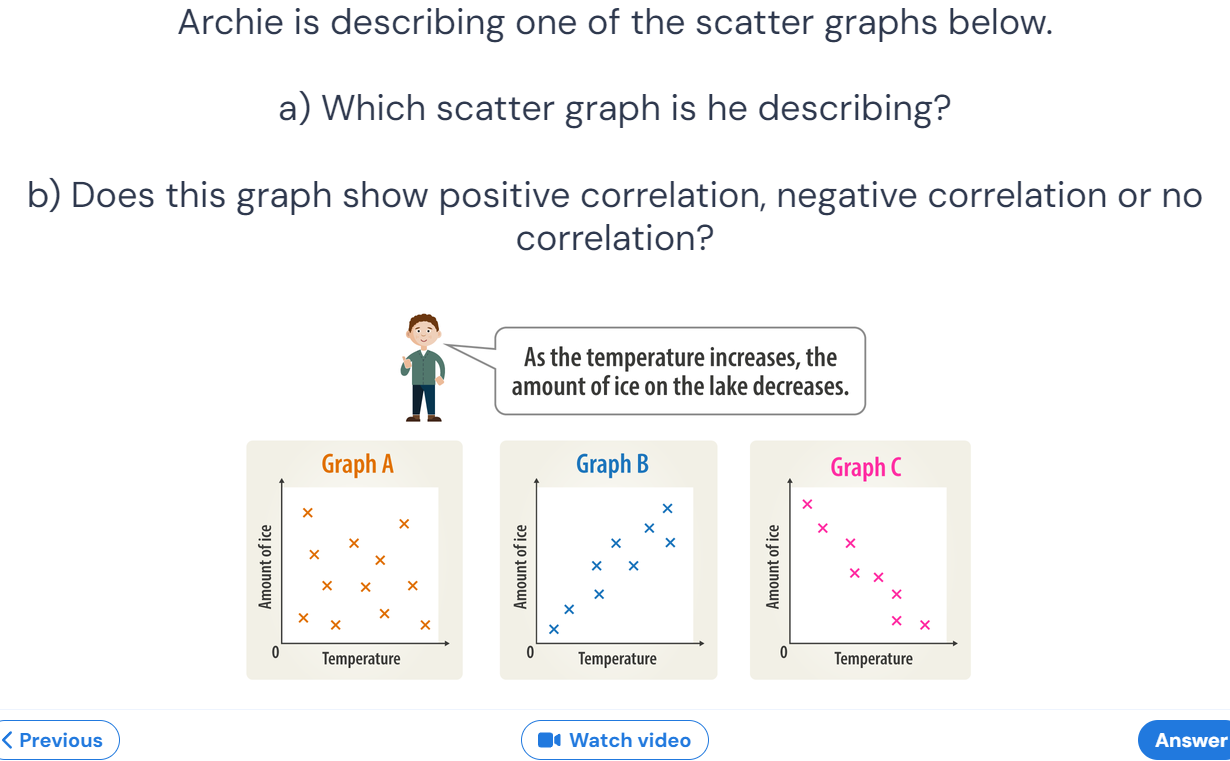 Archie is describing one of the scatter graphs below.
a) Which scatter graph is he describing?
b) Does this graph show positive correlation, negative correlation or no
correlation?
As the temperature increases, the
amount of ice on the lake decreases.
Graph A
Amount of ice
0
Temperature
Graph B
Amount of ice
0
Temperature
Graph C
Amount of ice
0
Temperature
Previous
Watch video
Answer